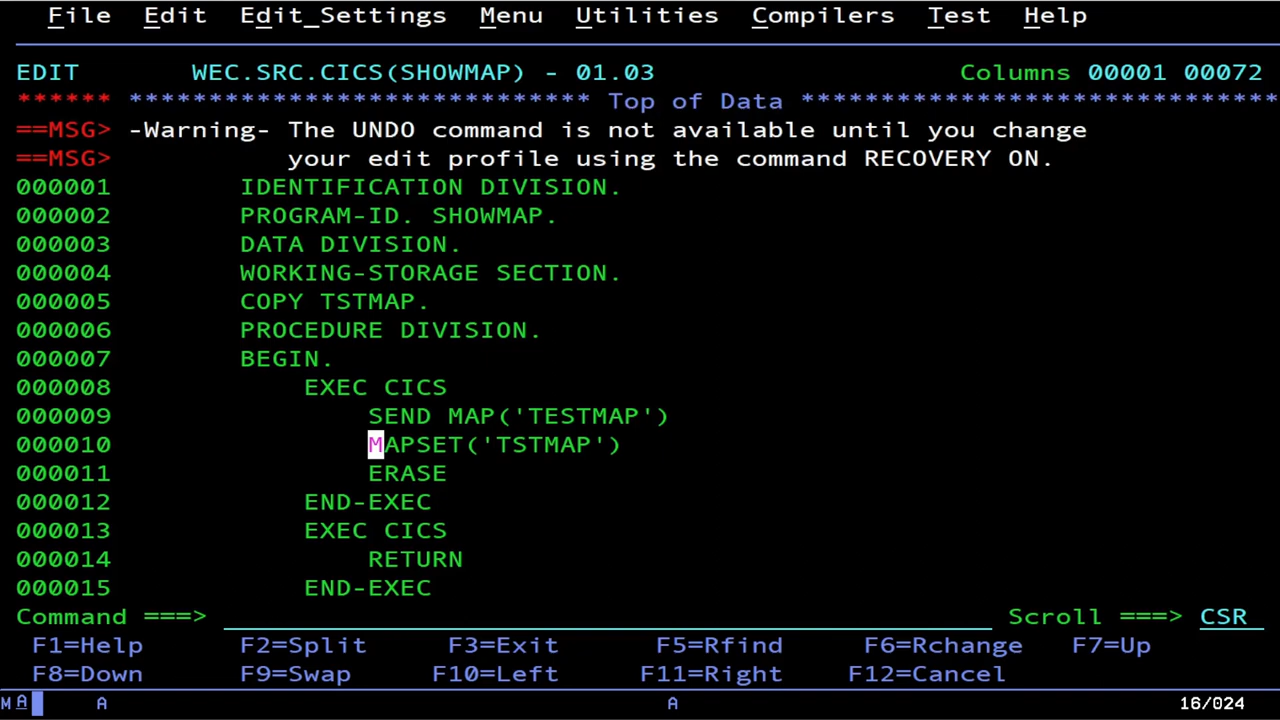 File  Edit  Edit_Settings  Menu  Utilities  Compilers  Test  Help
EDIT       WEC.SRC.CICS(SHOWMAP) - 01.03                   Columns 00001 00072
****** ***************************** Top of Data ******************************
==MSG> -Warning- The UNDO command is not available until you change
==MSG>           your edit profile using the command RECOVERY ON.
000001        IDENTIFICATION DIVISION.
000002        PROGRAM-ID. SHOWMAP.
000003        DATA DIVISION.
000004        WORKING-STORAGE SECTION.
000005        COPY TSTMAP.
000006        PROCEDURE DIVISION.
000007        BEGIN.
000008            EXEC CICS
000009                SEND MAP('TESTMAP')
000010                MAPSET('TSTMAP')
000011                ERASE
000012            END-EXEC
000013            EXEC CICS
000014                RETURN
000015            END-EXEC
Command ===>                                                  Scroll ===> CSR
F1=Help      F2=Split     F3=Exit      F5=Rfind     F6=Rchange   F7=Up
F8=Down      F9=Swap      F10=Left     F11=Right    F12=Cancel
MA    A                                   A                               16/024